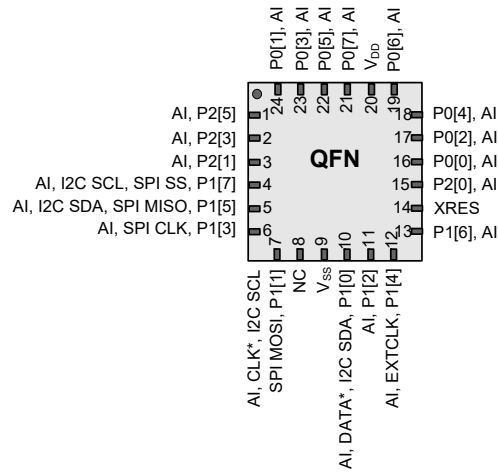 P0[1], AI
P0[3], AI
P0[5], AI
P0[7], AI
VDD
P0[6], AI
24
23
22
21
20
19
AI, P2[5]
1
18
P0[4], AI
AI, P2[3]
2
QFN
17
P0[2], AI
AI, P2[1]
3
16
P0[0], AI
AI, I2C SCL, SPI SS, P1[7]
4
15
P2[0], AI
AI, I2C SDA, SPI MISO, P1[5]
5
14
XRES
AI, SPI CLK, P1[3]
6
13
P1[6], AI
7
8
9
10
11
12
AI, CLK*, I2C SCL
SPI MOSI, P1[1]
NC
VSS
AI, DATA*, I2C SDA, P1[0]
AI, P1[2]
AI, EXTCLK, P1[4]